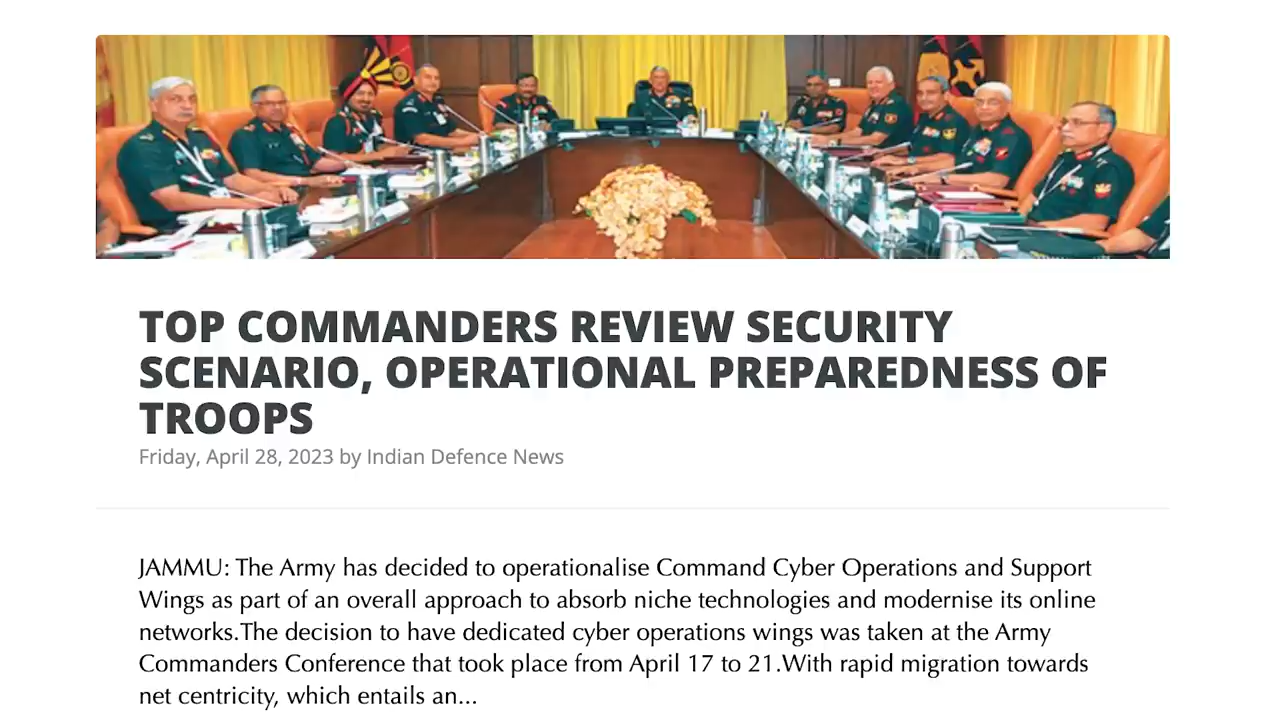 TOP COMMANDERS REVIEW SECURITY
SCENARIO, OPERATIONAL PREPAREDNESS OF
TROOPS
Friday, April 28, 2023 by Indian Defence News
JAMMU: The Army has decided to operationalise Command Cyber Operations and Support
Wings as part of an overall approach to absorb niche technologies and modernise its online
networks.The decision to have dedicated cyber operations wings was taken at the Army
Commanders Conference that took place from April 17 to 21.With rapid migration towards
net centricity, which entails an...